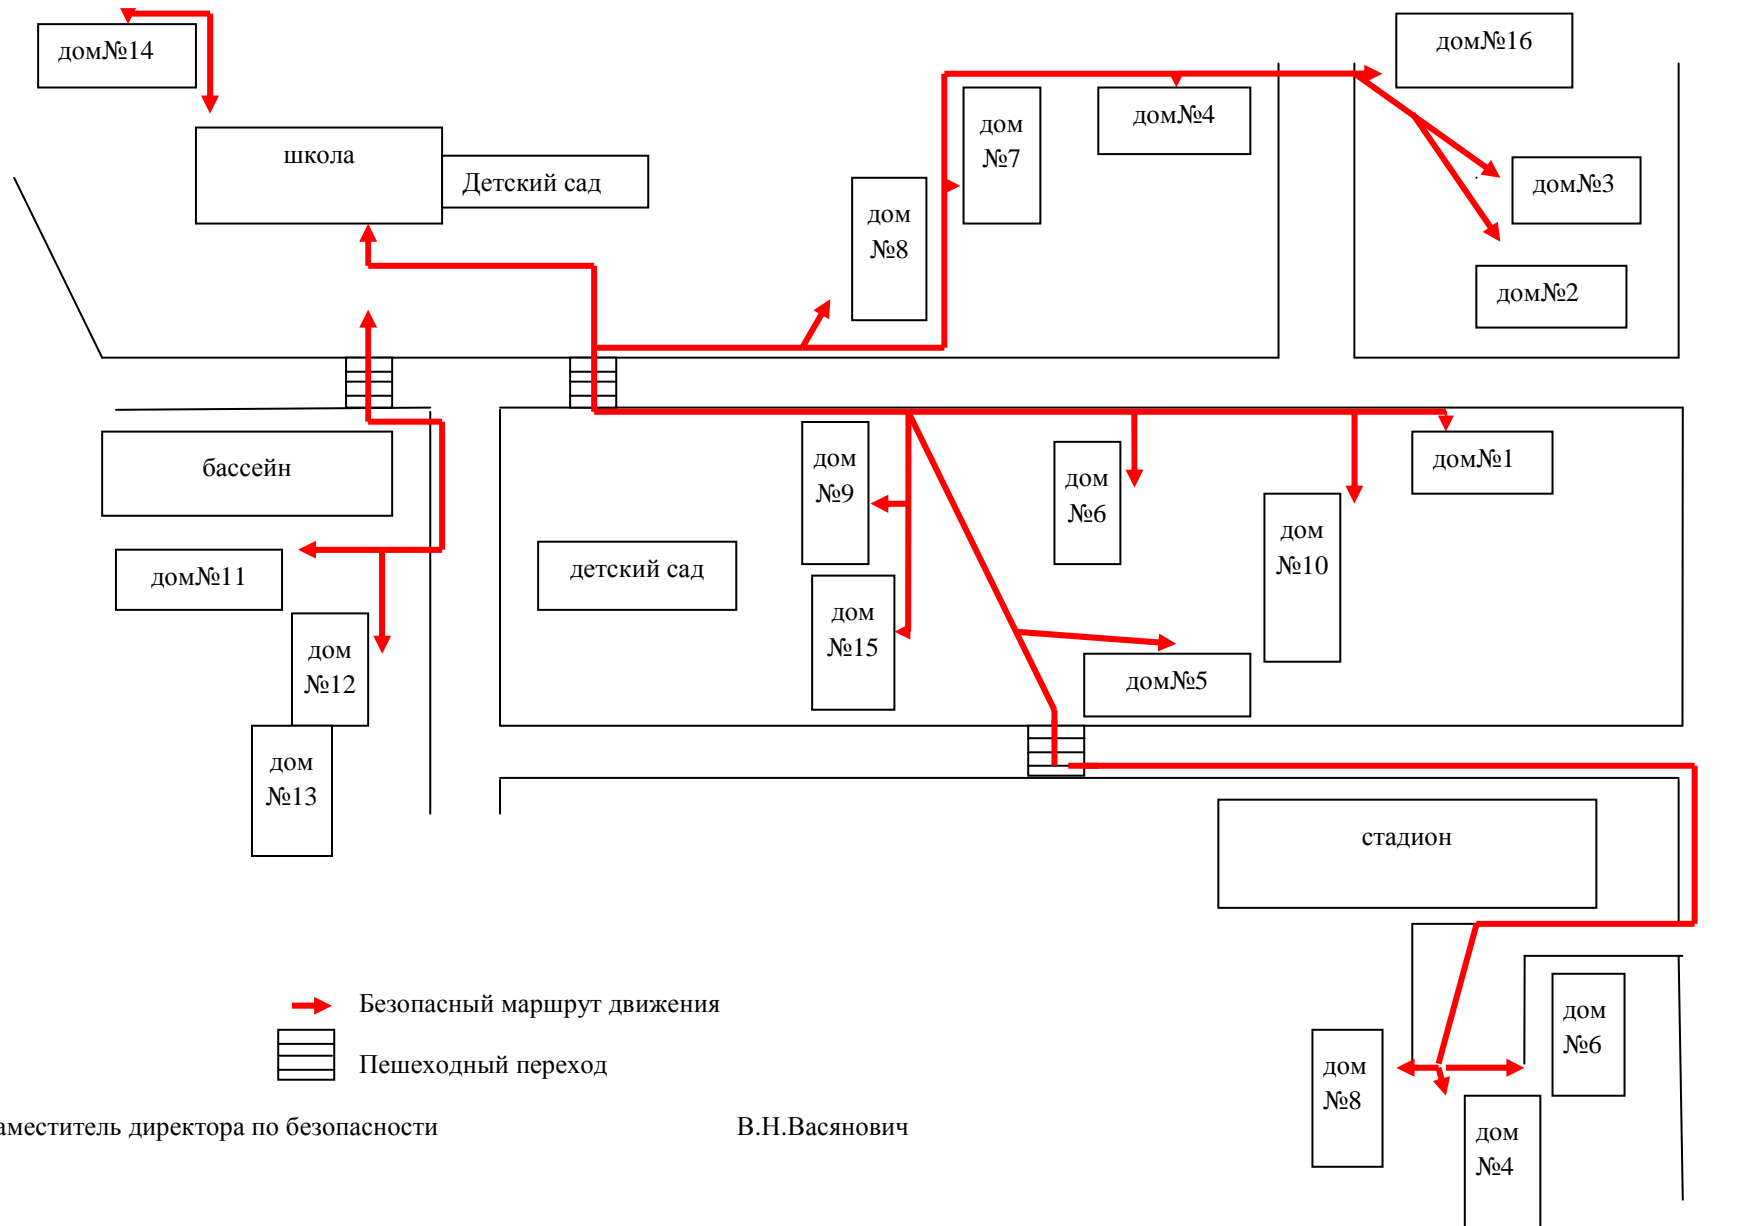 дом№14
дом№16
дом
№7
дом№4
школа
Детский сад
дом№3
дом
№8
дом№2
бассейн
дом
№9
дом
№6
дом№1
дом
№10
дом№11
детский сад
дом
№15
дом
№12
дом№5
дом
№13
стадион
Безопасный маршрут движения
дом
№6
Пешеходный переход
дом
№8
аместитель директора по безопасности В.Н.Васянович
дом
№4